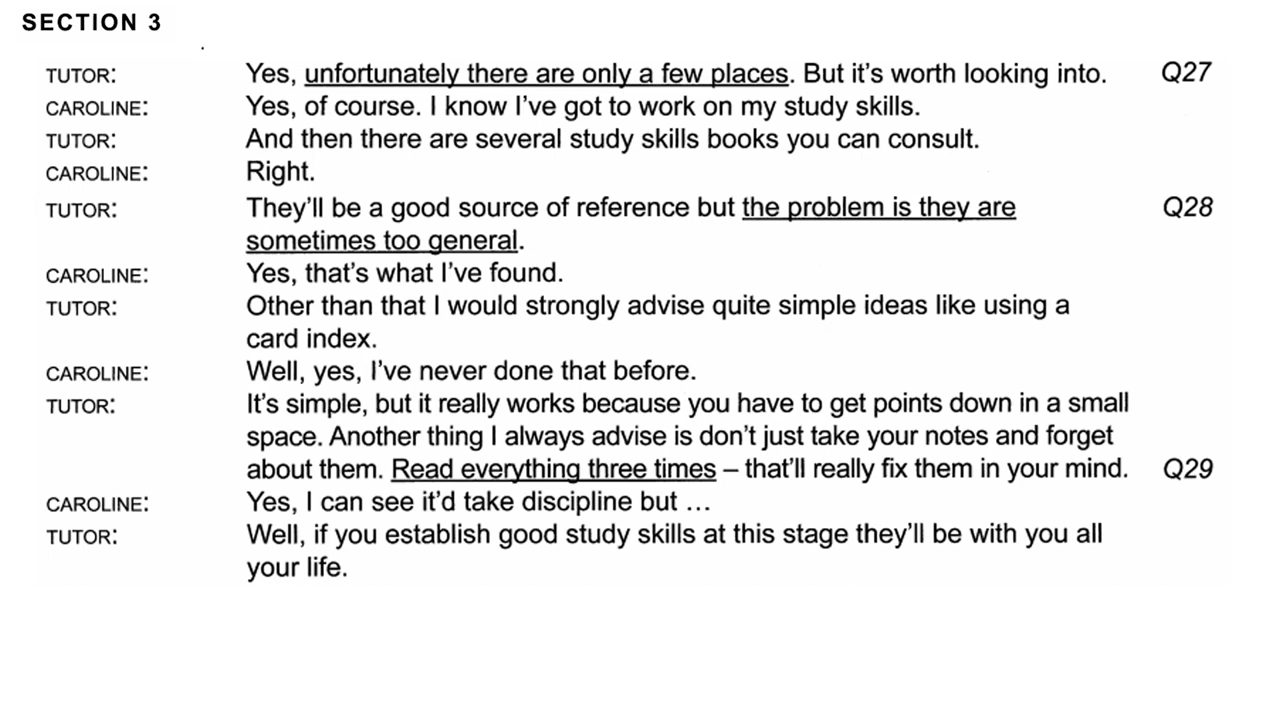 SECTION 3
TUTOR: Yes, unfortunately there are only a few places. But it's worth looking into. Q27
CAROLINE: Yes, of course. I know I've got to work on my study skills.
TUTOR: And then there are several study skills books you can consult.
CAROLINE: Right.
TUTOR: They'll be a good source of reference but the problem is they are Q28
sometimes too general.
CAROLINE: Yes, that's what I've found.
TUTOR: Other than that I would strongly advise quite simple ideas like using a
card index.
CAROLINE: Well, yes, I've never done that before.
TUTOR: It's simple, but it really works because you have to get points down in a small
space. Another thing I always advise is don't just take your notes and forget
about them. Read everything three times – that'll really fix them in your mind. Q29
CAROLINE: Yes, I can see it'd take discipline but …
TUTOR: Well, if you establish good study skills at this stage they'll be with you all
your life.